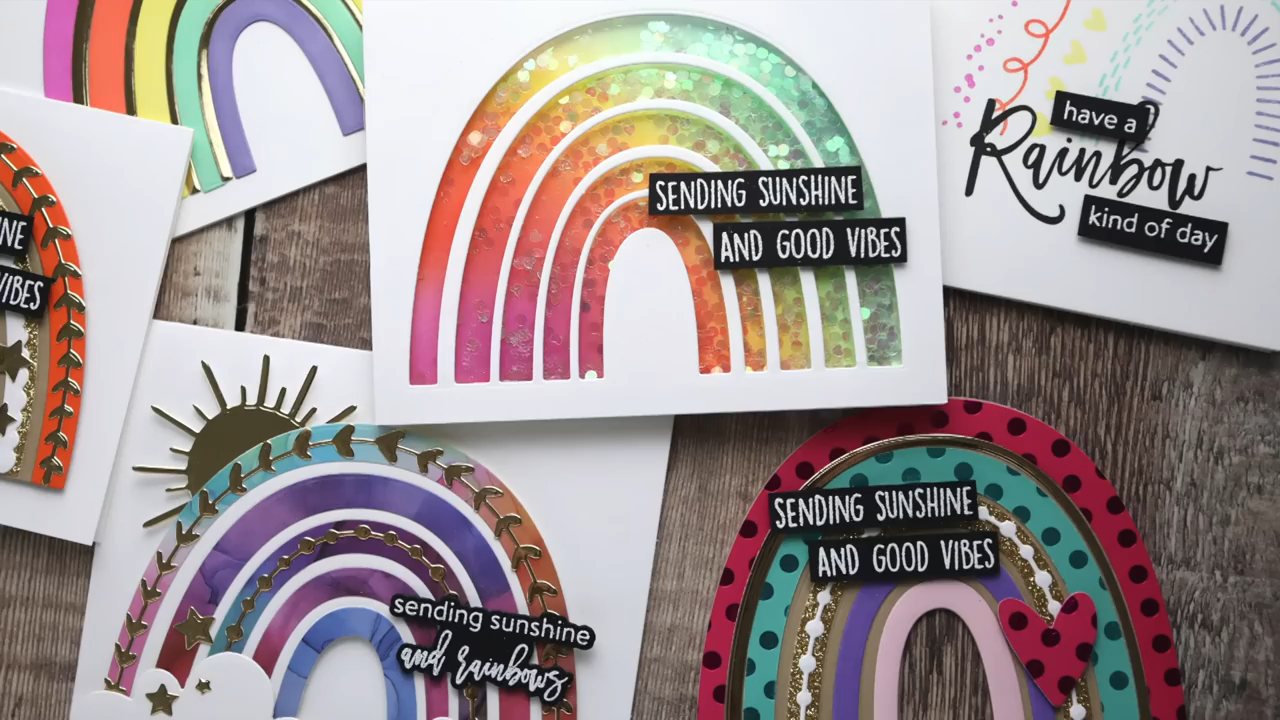 SENDING SUNSHINE
AND GOOD VIBES
have a
Rainbow
kind of day
VIBES
sending sunshine
and rainbows
SENDING SUNSHINE
AND GOOD VIBES